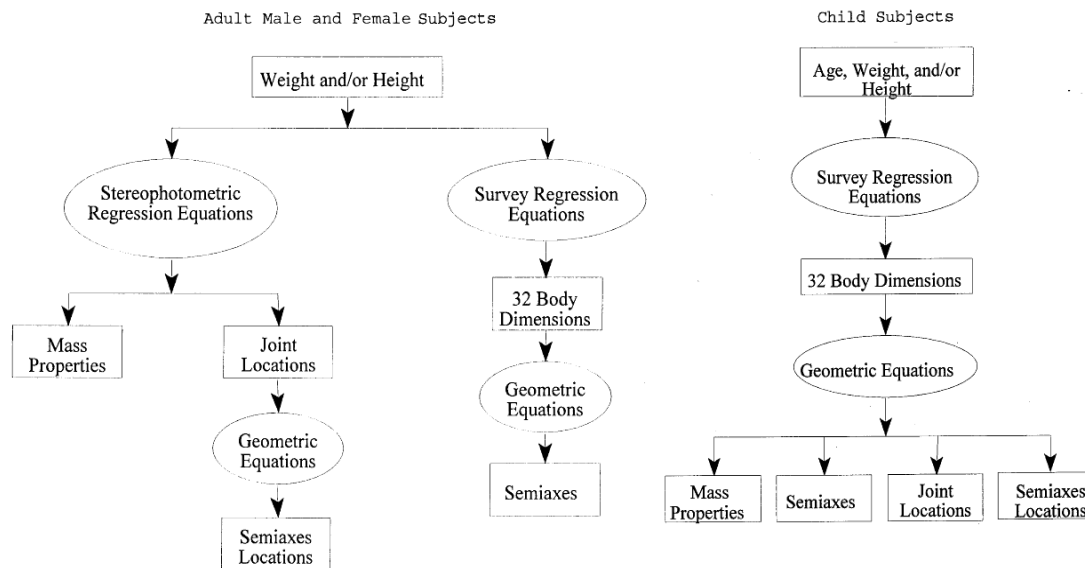 Adult Male and Female Subjects
Weight and/or Height
Stereophotometric
Regression Equations
Survey Regression
Equations
Mass
Properties
Joint
Locations
32 Body
Dimensions
Geometric
Equations
Geometric
Equations
Semiaxes
Semiaxes
Locations
Child Subjects
Age, Weight, and/or
Height
Survey Regression
Equations
32 Body Dimensions
Geometric Equations
Mass
Properties
Semiaxes
Joint
Locations
Semiaxes
Locations